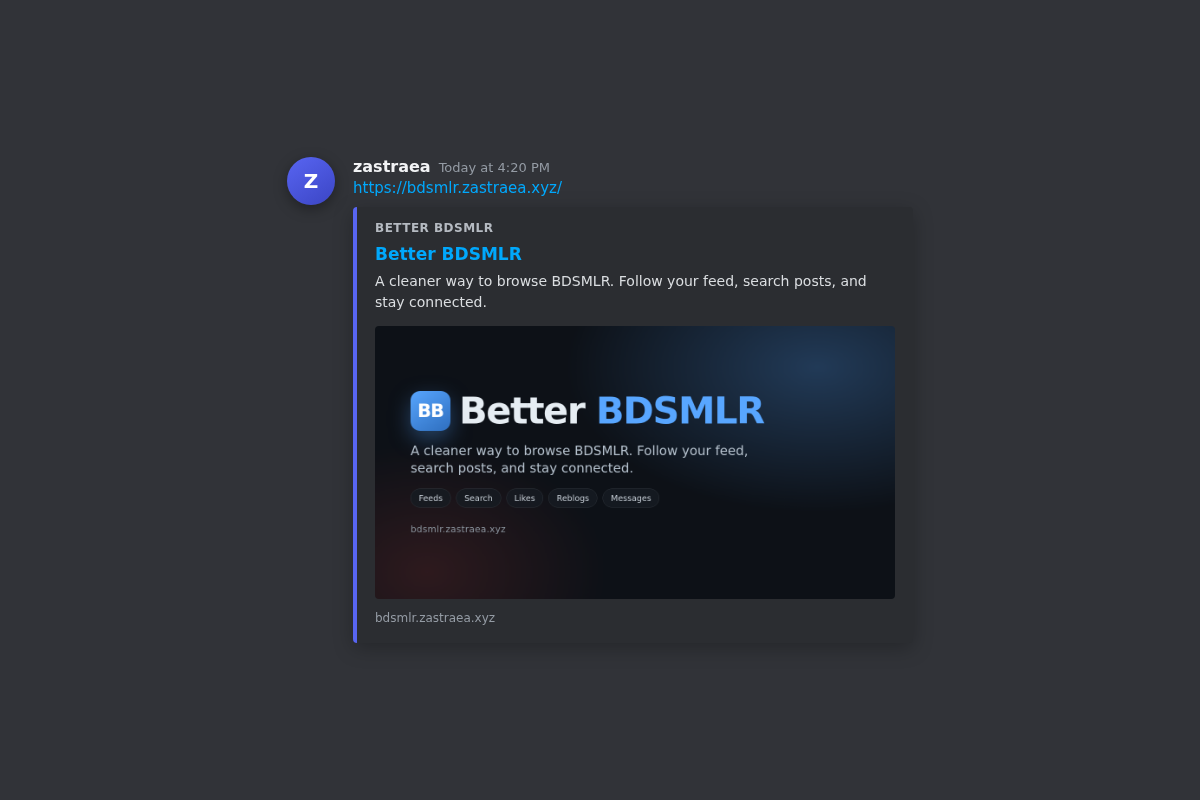 Z
zastraea Today at 4:20 PM
https://bdsmlr.zastraea.xyz/
BETTER BDSMLR
Better BDSMLR
A cleaner way to browse BDSMLR. Follow your feed, search posts, and
stay connected.
BB Better BDSMLR
A cleaner way to browse BDSMLR. Follow your feed,
search posts, and stay connected.
Feeds Search Likes Reblogs Messages
bdsmlr.zastraea.xyz
bdsmlr.zastraea.xyz